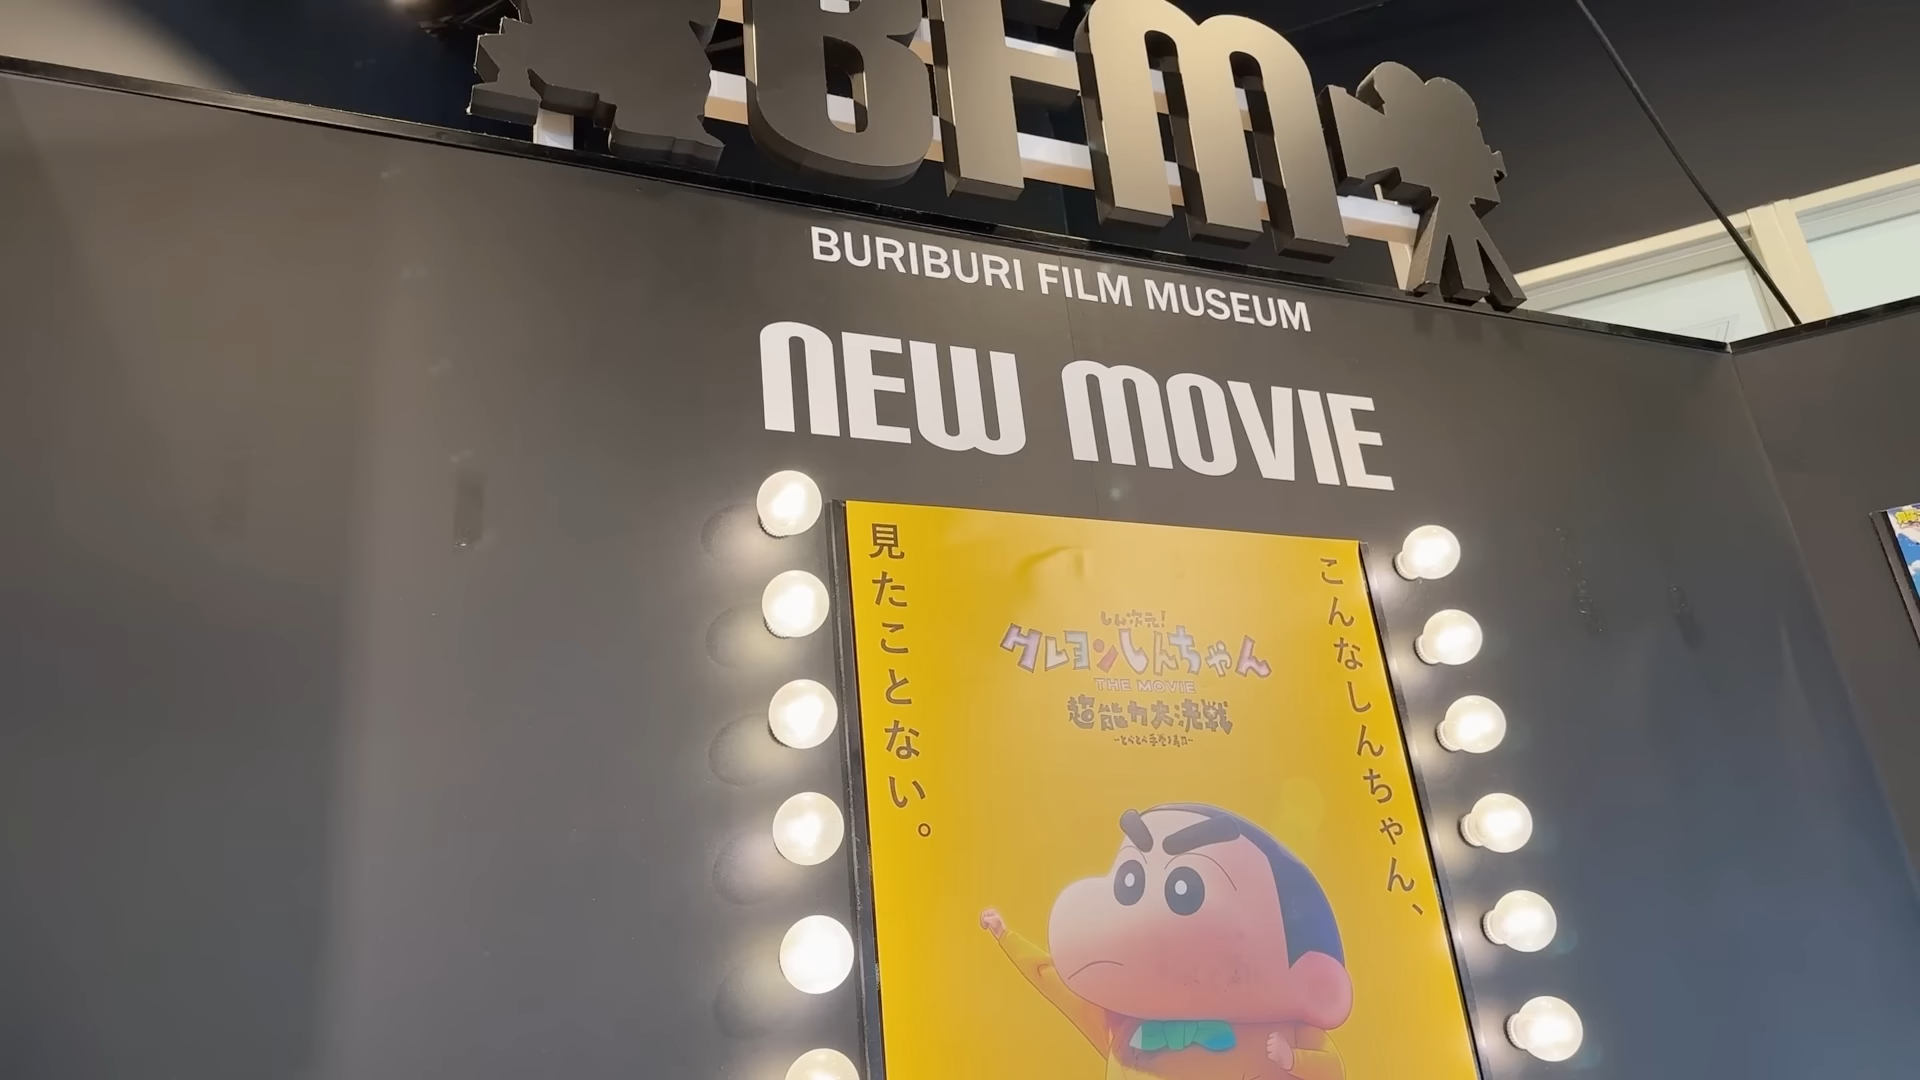 BFM
BURIBURI FILM MUSEUM
NEW MOVIE
こんなしんちゃん、
見たことない。
しん次元!
クレヨンしんちゃん
THE MOVIE
超能力大決戦